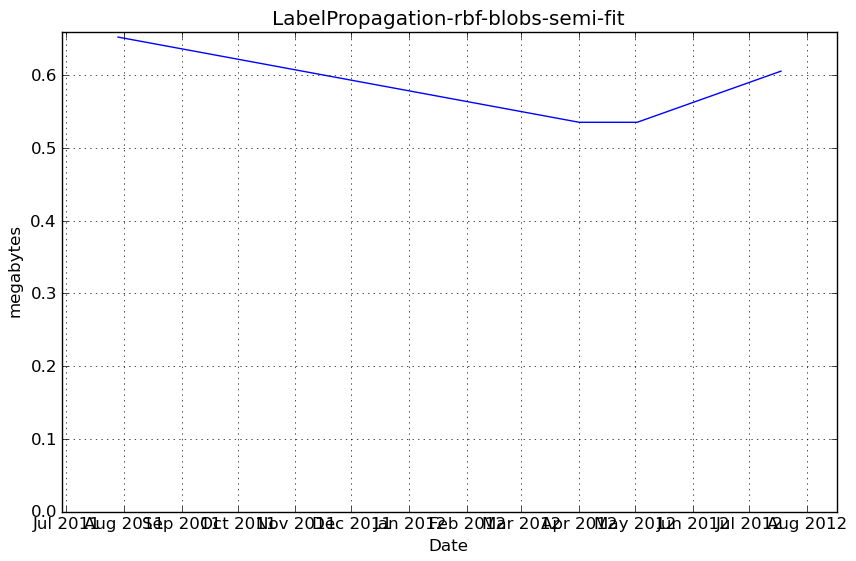 LabelPropagation-rbf-blobs-semi-fit
megabytes
0.6
0.5
0.4
0.3
0.2
0.1
0.0
Jul 2011 Aug 2011 Sep 2011 Oct 2011 Nov 2011 Dec 2011 Jan 2012 Feb 2012 Mar 2012 Apr 2012 May 2012 Jun 2012 Jul 2012 Aug 2012
Date